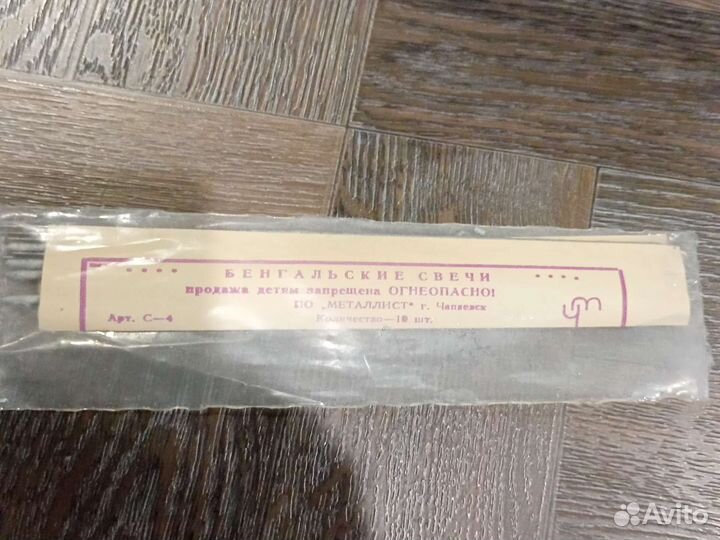 БЕНГАЛЬСКИЕ СВЕЧИ
продажа детям запрещена ОГНЕОПАСНО!
ПО „МЕТАЛЛИСТ" г. Чапаевск
Арт. С—4
Количество—10 шт.
Avito